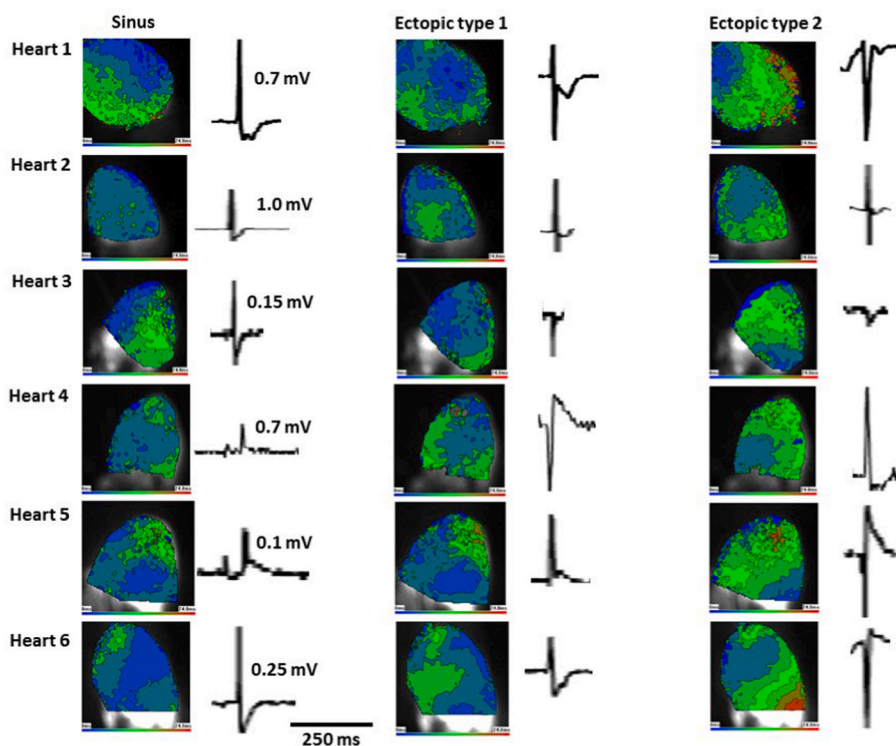 Sinus
Ectopic type 1
Ectopic type 2
Heart 1
0.7 mV
Heart 2
1.0 mV
Heart 3
0.15 mV
Heart 4
0.7 mV
Heart 5
0.1 mV
Heart 6
0.25 mV
250 ms